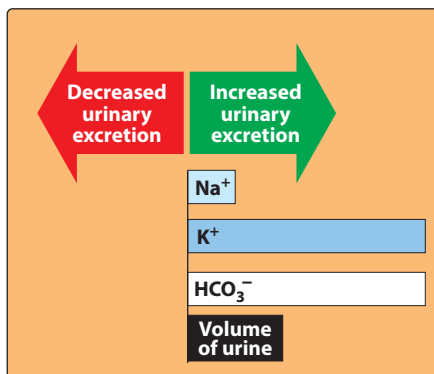 Decreased
urinary
excretion
Increased
urinary
excretion
Na⁺
K⁺
HCO₃⁻
Volume
of urine